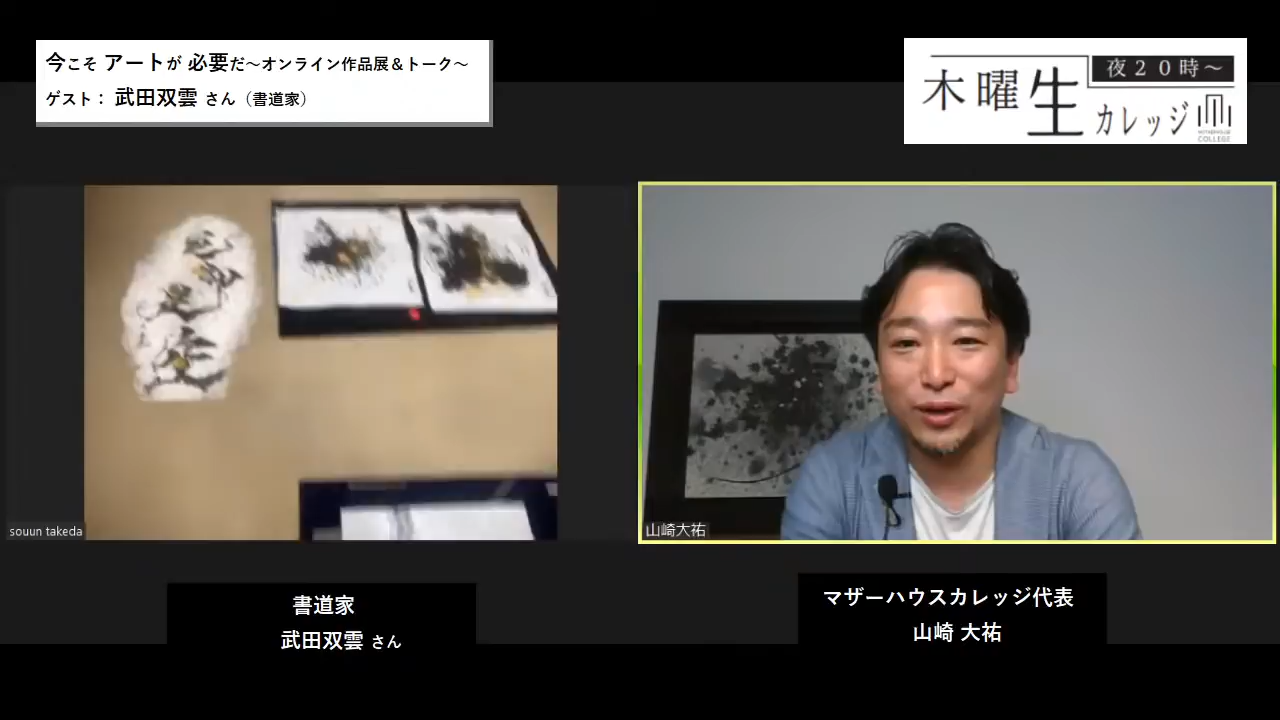 今こそ アートが 必要だ～オンライン作品展＆トーク～
ゲスト： 武田双雲 さん（書道家）
夜２０時～
木曜生カレッジ
MOTHERHOUSE
COLLEGE
souun takeda
山崎大祐
書道家
武田双雲 さん
マザーハウスカレッジ代表
山崎 大祐